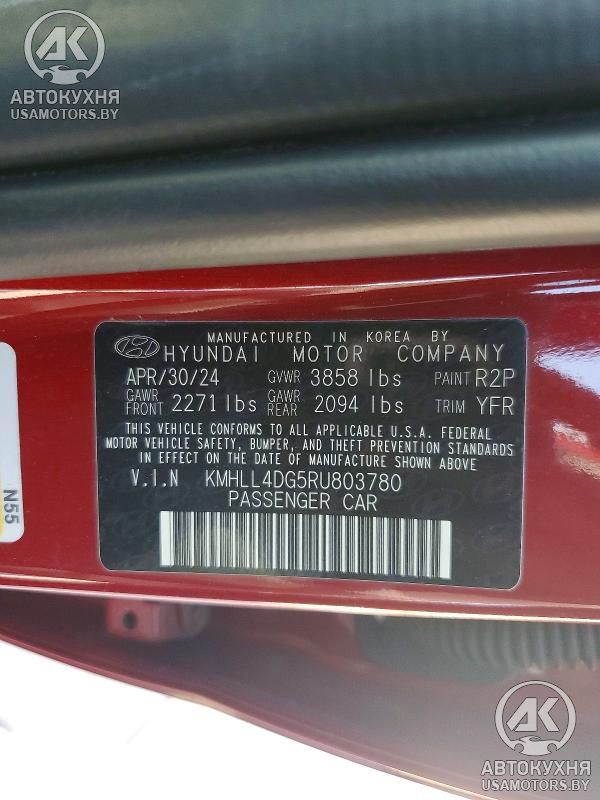 AK
АВТОКУХНЯ
USAMOTORS.BY
MANUFACTURED IN KOREA BY
HYUNDAI MOTOR COMPANY
APR/30/24 GVWR 3858 lbs PAINT R2P
GAWR FRONT 2271 lbs GAWR REAR 2094 lbs TRIM YFR
THIS VEHICLE CONFORMS TO ALL APPLICABLE U.S.A. FEDERAL
MOTOR VEHICLE SAFETY, BUMPER, AND THEFT PREVENTION
STANDARDS IN EFFECT ON THE DATE OF MANUFACTURE SHOWN ABOVE
V.I.N KMHLL4DG5RU803780
PASSENGER CAR
N55
AK
АВТОКУХНЯ
USAMOTORS.BY